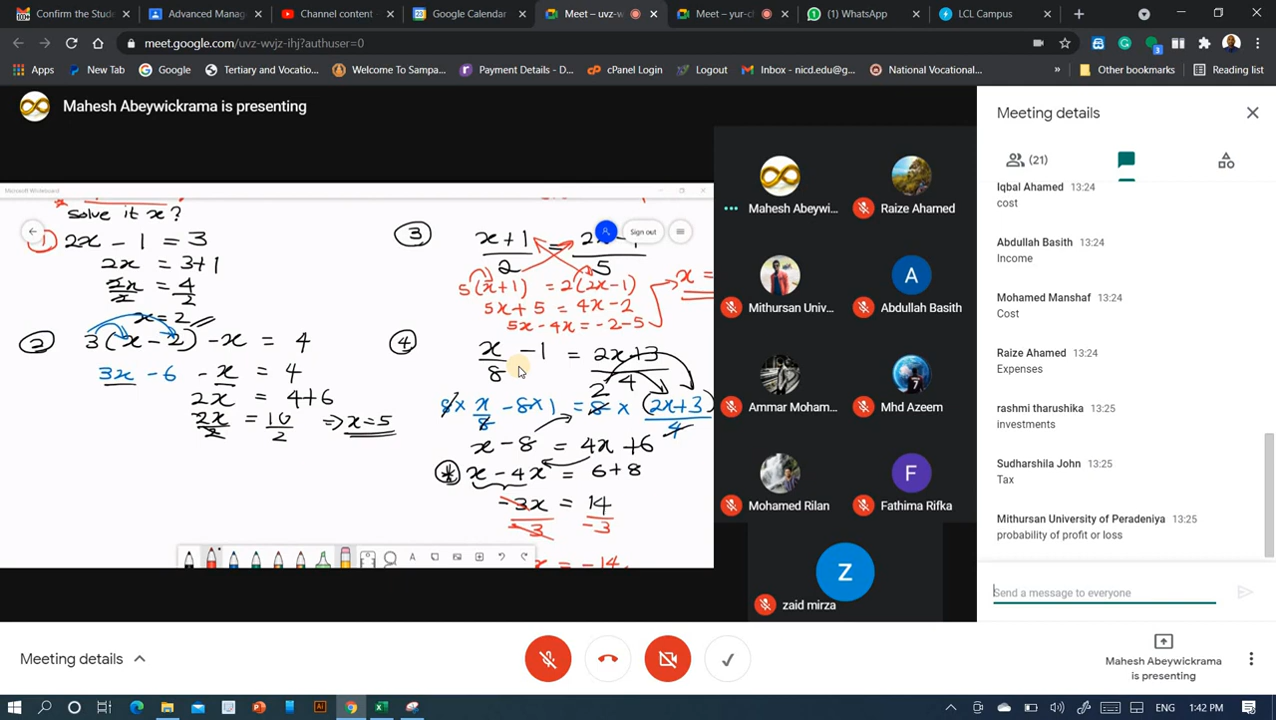 Confirm the Stude
Advanced Manag
Channel content
Google Calendar
Meet – uvz-w
Meet – yur-c
(1) WhatsApp
LCL Campus
meet.google.com/uvz-wvjz-ihj?authuser=0
Apps
New Tab
Google
Tertiary and Vocatio...
Welcome To Sampa...
Payment Details - D...
cPanel Login
Logout
Inbox - nicd.edu@g...
National Vocational...
»
Other bookmarks
Reading list
Mahesh Abeywickrama is presenting
Microsoft Whiteboard
Sign out
Solve it x?
① 2x - 1 = 3
2x = 3+1
2x/2 = 4/2
x = 2
② 3(x-2) -x = 4
3x - 6 - x = 4
2x = 4+6
2x/2 = 10/2 => x=5
③ x+1/2 = 2x-1/5
5(x+1) = 2(2x-1)
5x+5 = 4x-2
5x-4x = -2-5
x =
④ x/8 -1 = 2x+3/4
8× x/8 -8×1 = 8 2 × (2x+3)/4
x-8 = 4x+6
* x-4x = 6+8
-3x/-3 = 14/-3
x = -14
Mahesh Abeywi...
Raize Ahamed
Mithursan Univ...
Abdullah Basith
Ammar Moham...
Mhd Azeem
Mohamed Rilan
Fathima Rifka
Z
zaid mirza
A
F
Meeting details
(21)
Iqbal Ahamed 13:24
cost
Abdullah Basith 13:24
Income
Mohamed Manshaf 13:24
Cost
Raize Ahamed 13:24
Expenses
rashmi tharushika 13:25
investments
Sudharshila John 13:25
Tax
Mithursan University of Peradeniya 13:25
probability of profit or loss
Send a message to everyone
Meeting details
Mahesh Abeywickrama
is presenting
ENG
1:42 PM